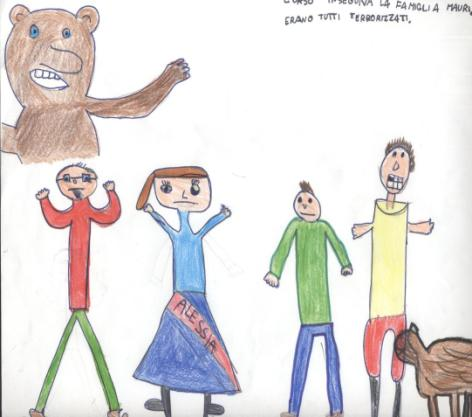 L'ORSO INSEGUIVA LA FAMIGLIA MAURI,
ERANO TUTTI TERRORIZZATI.
ALESSIA